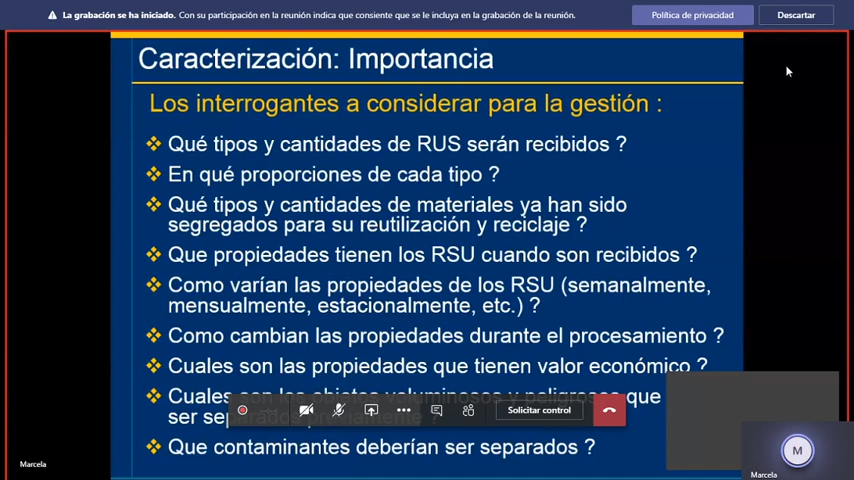 La grabación se ha iniciado. Con su participación en la reunión indica que consiente que se le incluya en la grabación de la reunión.
Política de privacidad
Descartar
Caracterización: Importancia
Los interrogantes a considerar para la gestión :
Qué tipos y cantidades de RUS serán recibidos ?
En qué proporciones de cada tipo ?
Qué tipos y cantidades de materiales ya han sido
segregados para su reutilización y reciclaje ?
Que propiedades tienen los RSU cuando son recibidos ?
Como varían las propiedades de los RSU (semanalmente,
mensualmente, estacionalmente, etc.) ?
Como cambian las propiedades durante el procesamiento ?
Cuales son las propiedades que tienen valor económico ?
Cuales son los objetos voluminosos y peligrosos que
ser separados previamente ?
Solicitar control
Que contaminantes deberían ser separados ?
Marcela
M
Marcela